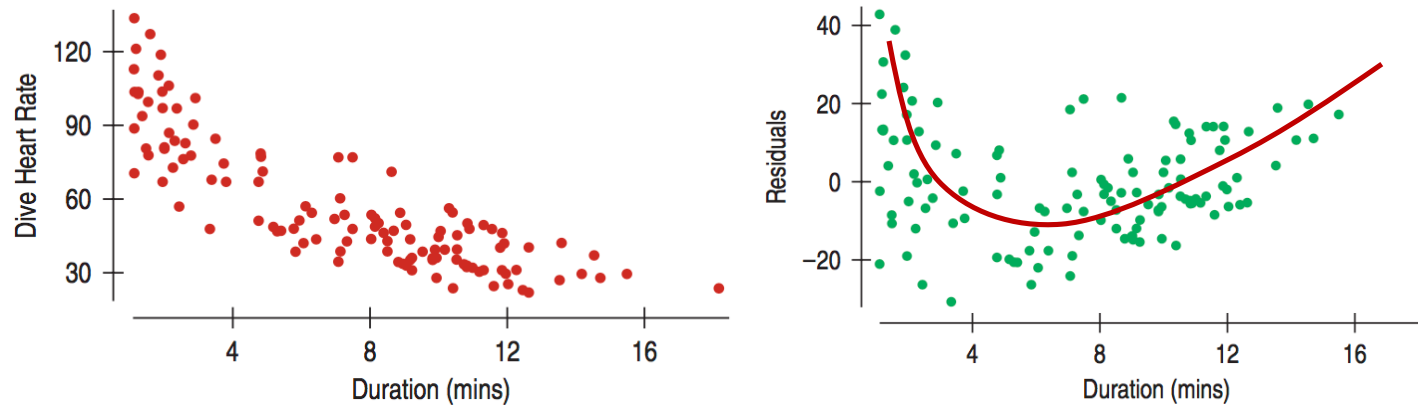 Dive Heart Rate
120
90
60
30
4 8 12 16
Duration (mins)
Residuals
40
20
0
−20
4 8 12 16
Duration (mins)